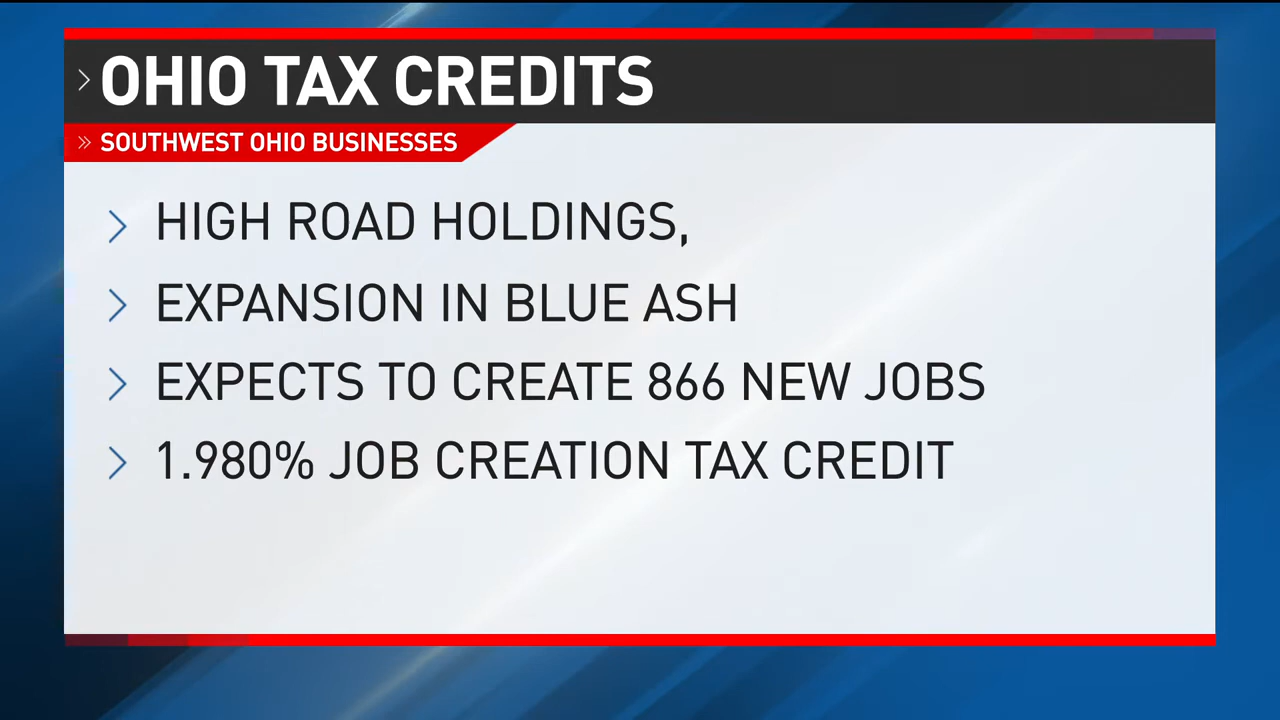 OHIO TAX CREDITS
SOUTHWEST OHIO BUSINESSES
HIGH ROAD HOLDINGS,
EXPANSION IN BLUE ASH
EXPECTS TO CREATE 866 NEW JOBS
1.980% JOB CREATION TAX CREDIT